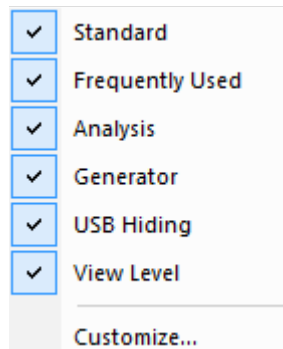 Standard
Frequently Used
Analysis
Generator
USB Hiding
View Level
Customize...